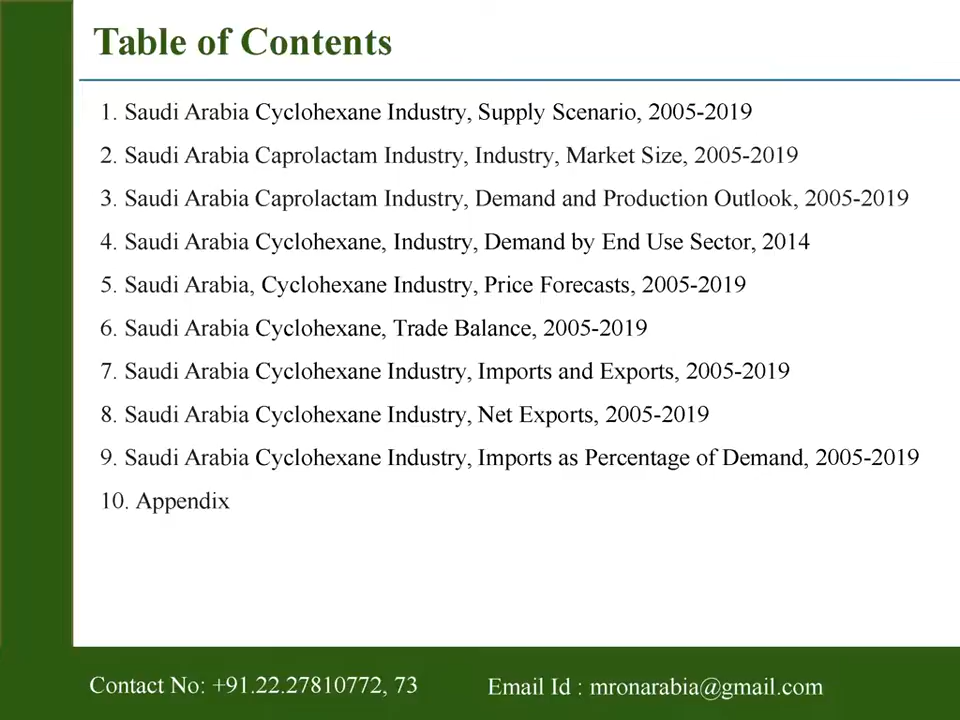 Table of Contents
1. Saudi Arabia Cyclohexane Industry, Supply Scenario, 2005-2019
2. Saudi Arabia Caprolactam Industry, Industry, Market Size, 2005-2019
3. Saudi Arabia Caprolactam Industry, Demand and Production Outlook, 2005-2019
4. Saudi Arabia Cyclohexane, Industry, Demand by End Use Sector, 2014
5. Saudi Arabia, Cyclohexane Industry, Price Forecasts, 2005-2019
6. Saudi Arabia Cyclohexane, Trade Balance, 2005-2019
7. Saudi Arabia Cyclohexane Industry, Imports and Exports, 2005-2019
8. Saudi Arabia Cyclohexane Industry, Net Exports, 2005-2019
9. Saudi Arabia Cyclohexane Industry, Imports as Percentage of Demand, 2005-2019
10. Appendix
Contact No: +91.22.27810772, 73 Email Id : mronarabia@gmail.com